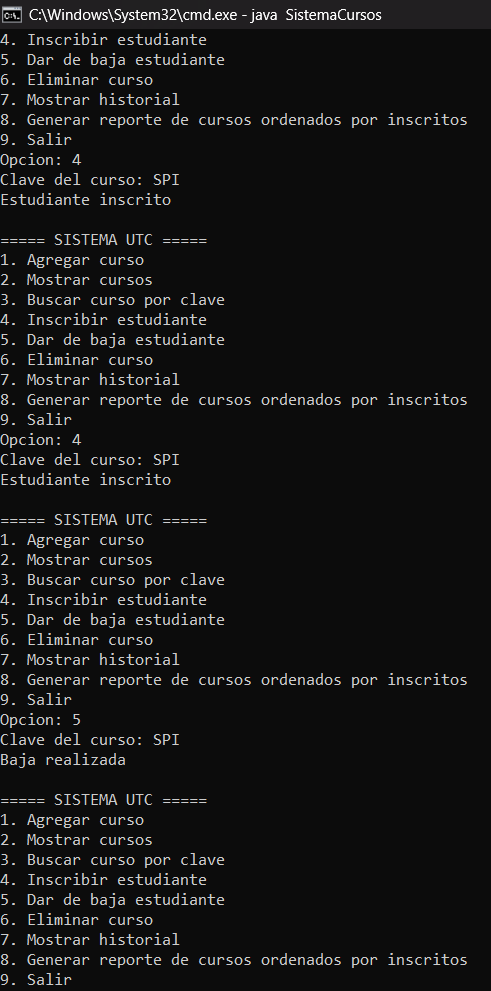 C:\Windows\System32\cmd.exe - java  SistemaCursos
4. Inscribir estudiante
5. Dar de baja estudiante
6. Eliminar curso
7. Mostrar historial
8. Generar reporte de cursos ordenados por inscritos
9. Salir
Opcion: 4
Clave del curso: SPI
Estudiante inscrito

===== SISTEMA UTC =====
1. Agregar curso
2. Mostrar cursos
3. Buscar curso por clave
4. Inscribir estudiante
5. Dar de baja estudiante
6. Eliminar curso
7. Mostrar historial
8. Generar reporte de cursos ordenados por inscritos
9. Salir
Opcion: 4
Clave del curso: SPI
Estudiante inscrito

===== SISTEMA UTC =====
1. Agregar curso
2. Mostrar cursos
3. Buscar curso por clave
4. Inscribir estudiante
5. Dar de baja estudiante
6. Eliminar curso
7. Mostrar historial
8. Generar reporte de cursos ordenados por inscritos
9. Salir
Opcion: 5
Clave del curso: SPI
Baja realizada

===== SISTEMA UTC =====
1. Agregar curso
2. Mostrar cursos
3. Buscar curso por clave
4. Inscribir estudiante
5. Dar de baja estudiante
6. Eliminar curso
7. Mostrar historial
8. Generar reporte de cursos ordenados por inscritos
9. Salir